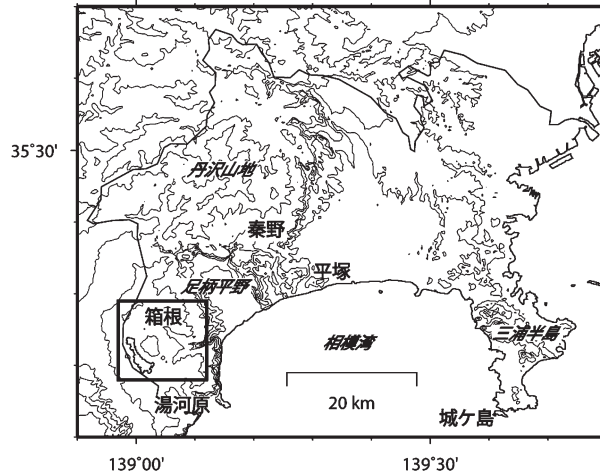 35˚30'
丹沢山地
秦野
平塚
足柄平野
箱根
三浦半島
相模湾
20 km
湯河原
城ケ島
139˚00'
139˚30'